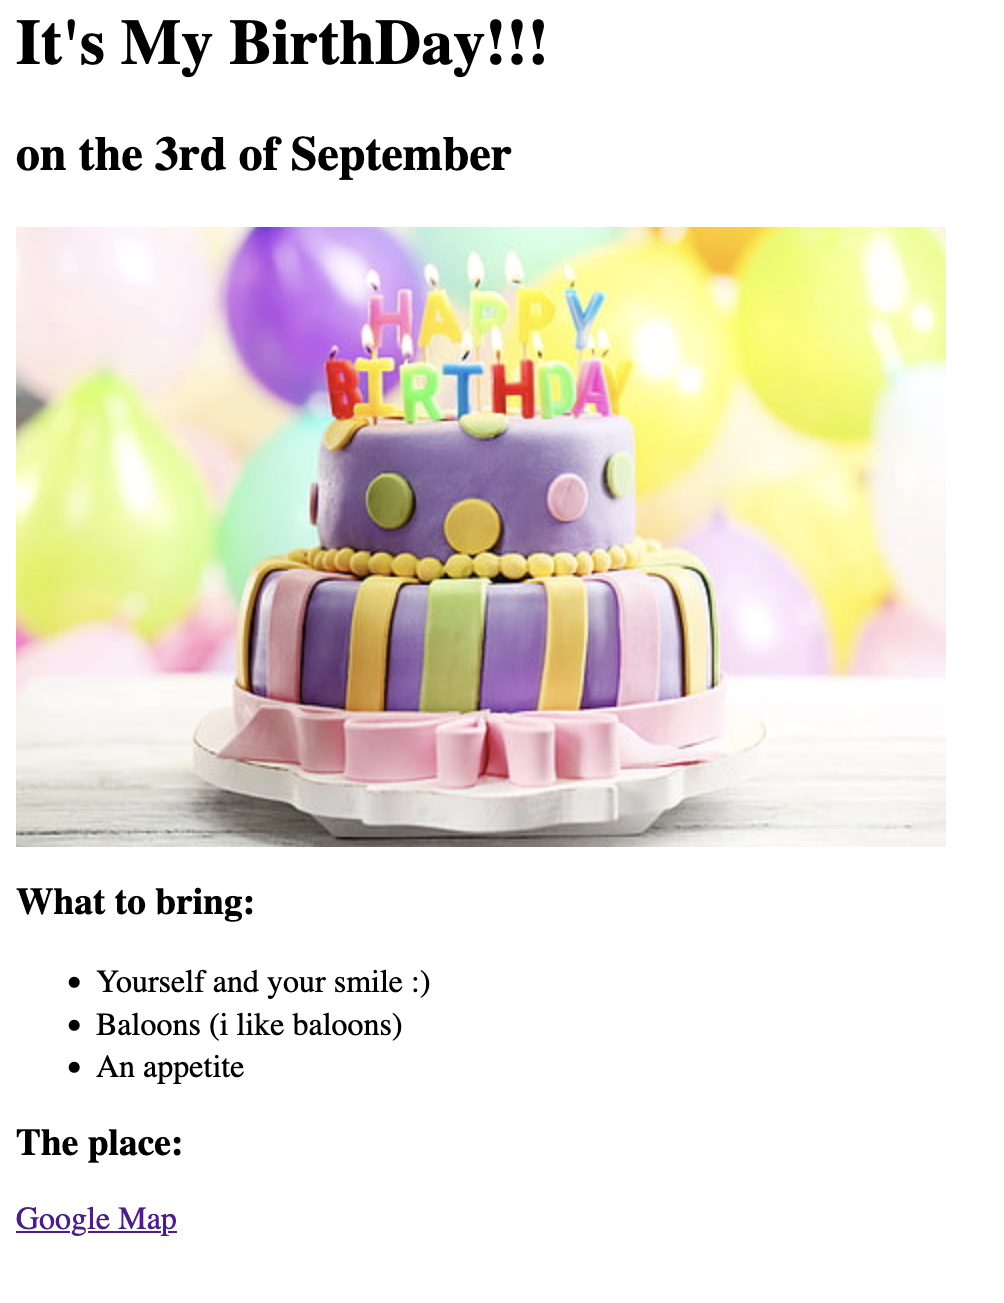 It's My BirthDay!!!
on the 3rd of September
HAPPY
BIRTHDAY
What to bring:
Yourself and your smile :)
Baloons (i like baloons)
An appetite
The place:
Google Map